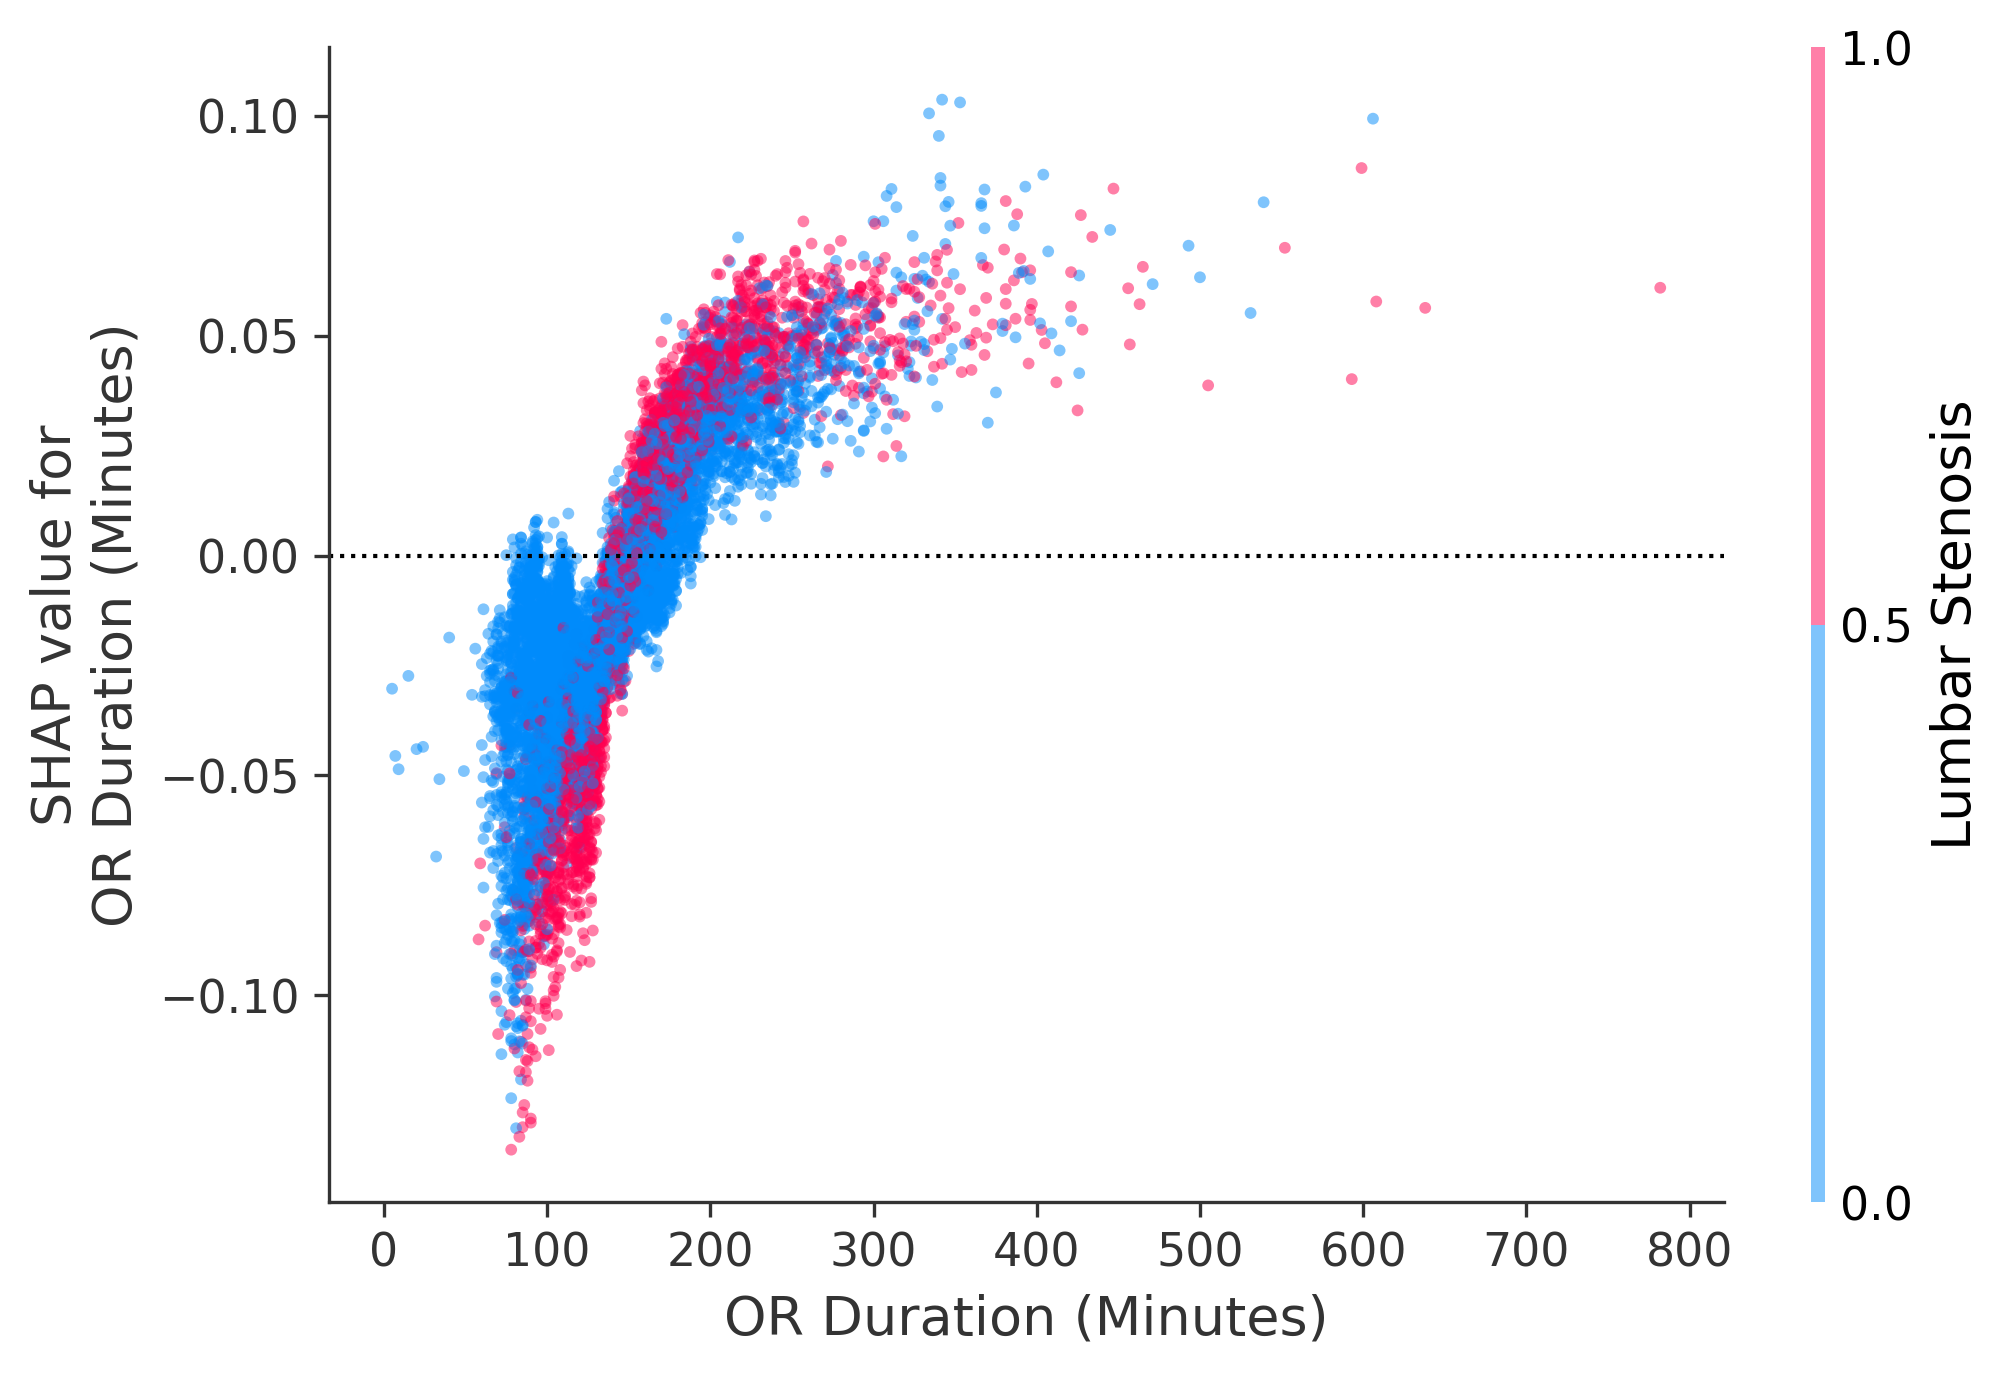 SHAP value for
OR Duration (Minutes)
0.10
0.05
0.00
−0.05
−0.10
0 100 200 300 400 500 600 700 800
OR Duration (Minutes)
1.0
0.5
0.0
Lumbar Stenosis